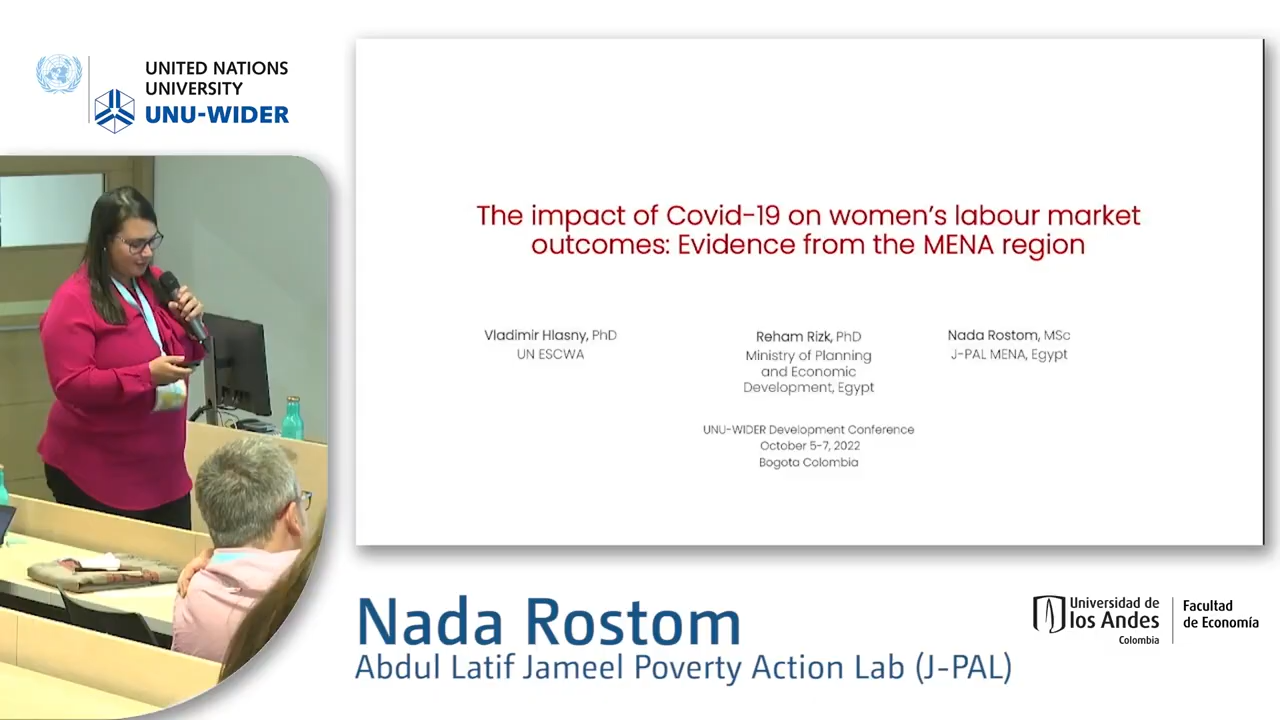 UNITED NATIONS
UNIVERSITY
UNU-WIDER
The impact of Covid-19 on women's labour market
outcomes: Evidence from the MENA region
Vladimir Hlasny, PhD
UN ESCWA
Reham Rizk, PhD
Ministry of Planning
and Economic
Development, Egypt
Nada Rostom, MSc
J-PAL MENA, Egypt
UNU-WIDER Development Conference
October 5-7, 2022
Bogota Colombia
Nada Rostom
Abdul Latif Jameel Poverty Action Lab (J-PAL)
Universidad de
los Andes
Colombia
Facultad
de Economía